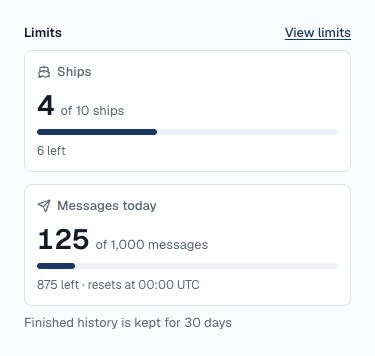 Limits
View limits
Ships
4 of 10 ships
6 left
Messages today
125 of 1,000 messages
875 left · resets at 00:00 UTC
Finished history is kept for 30 days